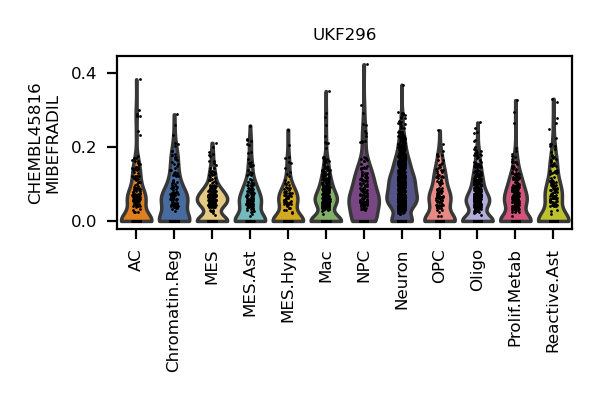 UKF296
CHEMBL45816
MIBEFRADIL
0.4
0.2
0.0
AC
Chromatin.Reg
MES
MES.Ast
MES.Hyp
Mac
NPC
Neuron
OPC
Oligo
Prolif.Metab
Reactive.Ast